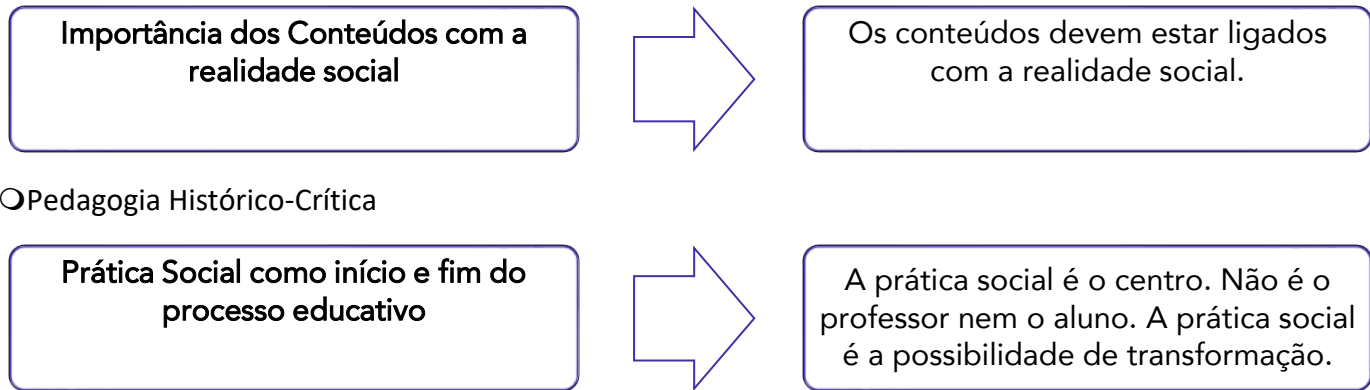 Importância dos Conteúdos com a
realidade social
Os conteúdos devem estar ligados
com a realidade social.
❍Pedagogia Histórico-Crítica
Prática Social como início e fim do
processo educativo
A prática social é o centro. Não é o
professor nem o aluno. A prática social
é a possibilidade de transformação.